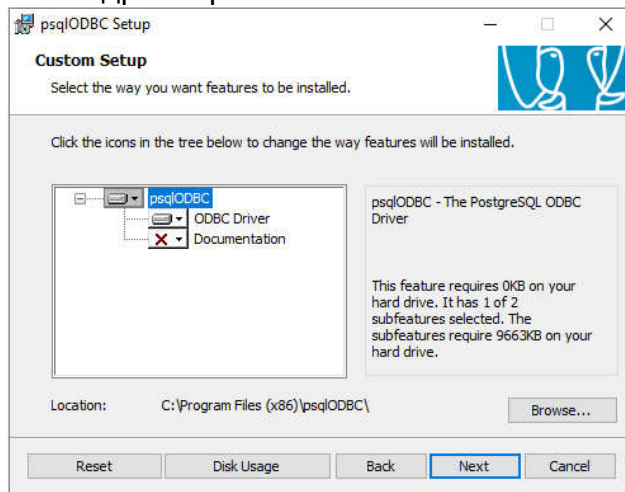 psqlODBC Setup
Custom Setup
Select the way you want features to be installed.
Click the icons in the tree below to change the way features will be installed.
psqlODBC
ODBC Driver
Documentation
psqlODBC - The PostgreSQL ODBC
Driver
This feature requires 0KB on your
hard drive. It has 1 of 2
subfeatures selected. The
subfeatures require 9663KB on your
hard drive.
Location: C:\Program Files (x86)\psqlODBC\
Browse...
Reset Disk Usage Back Next Cancel